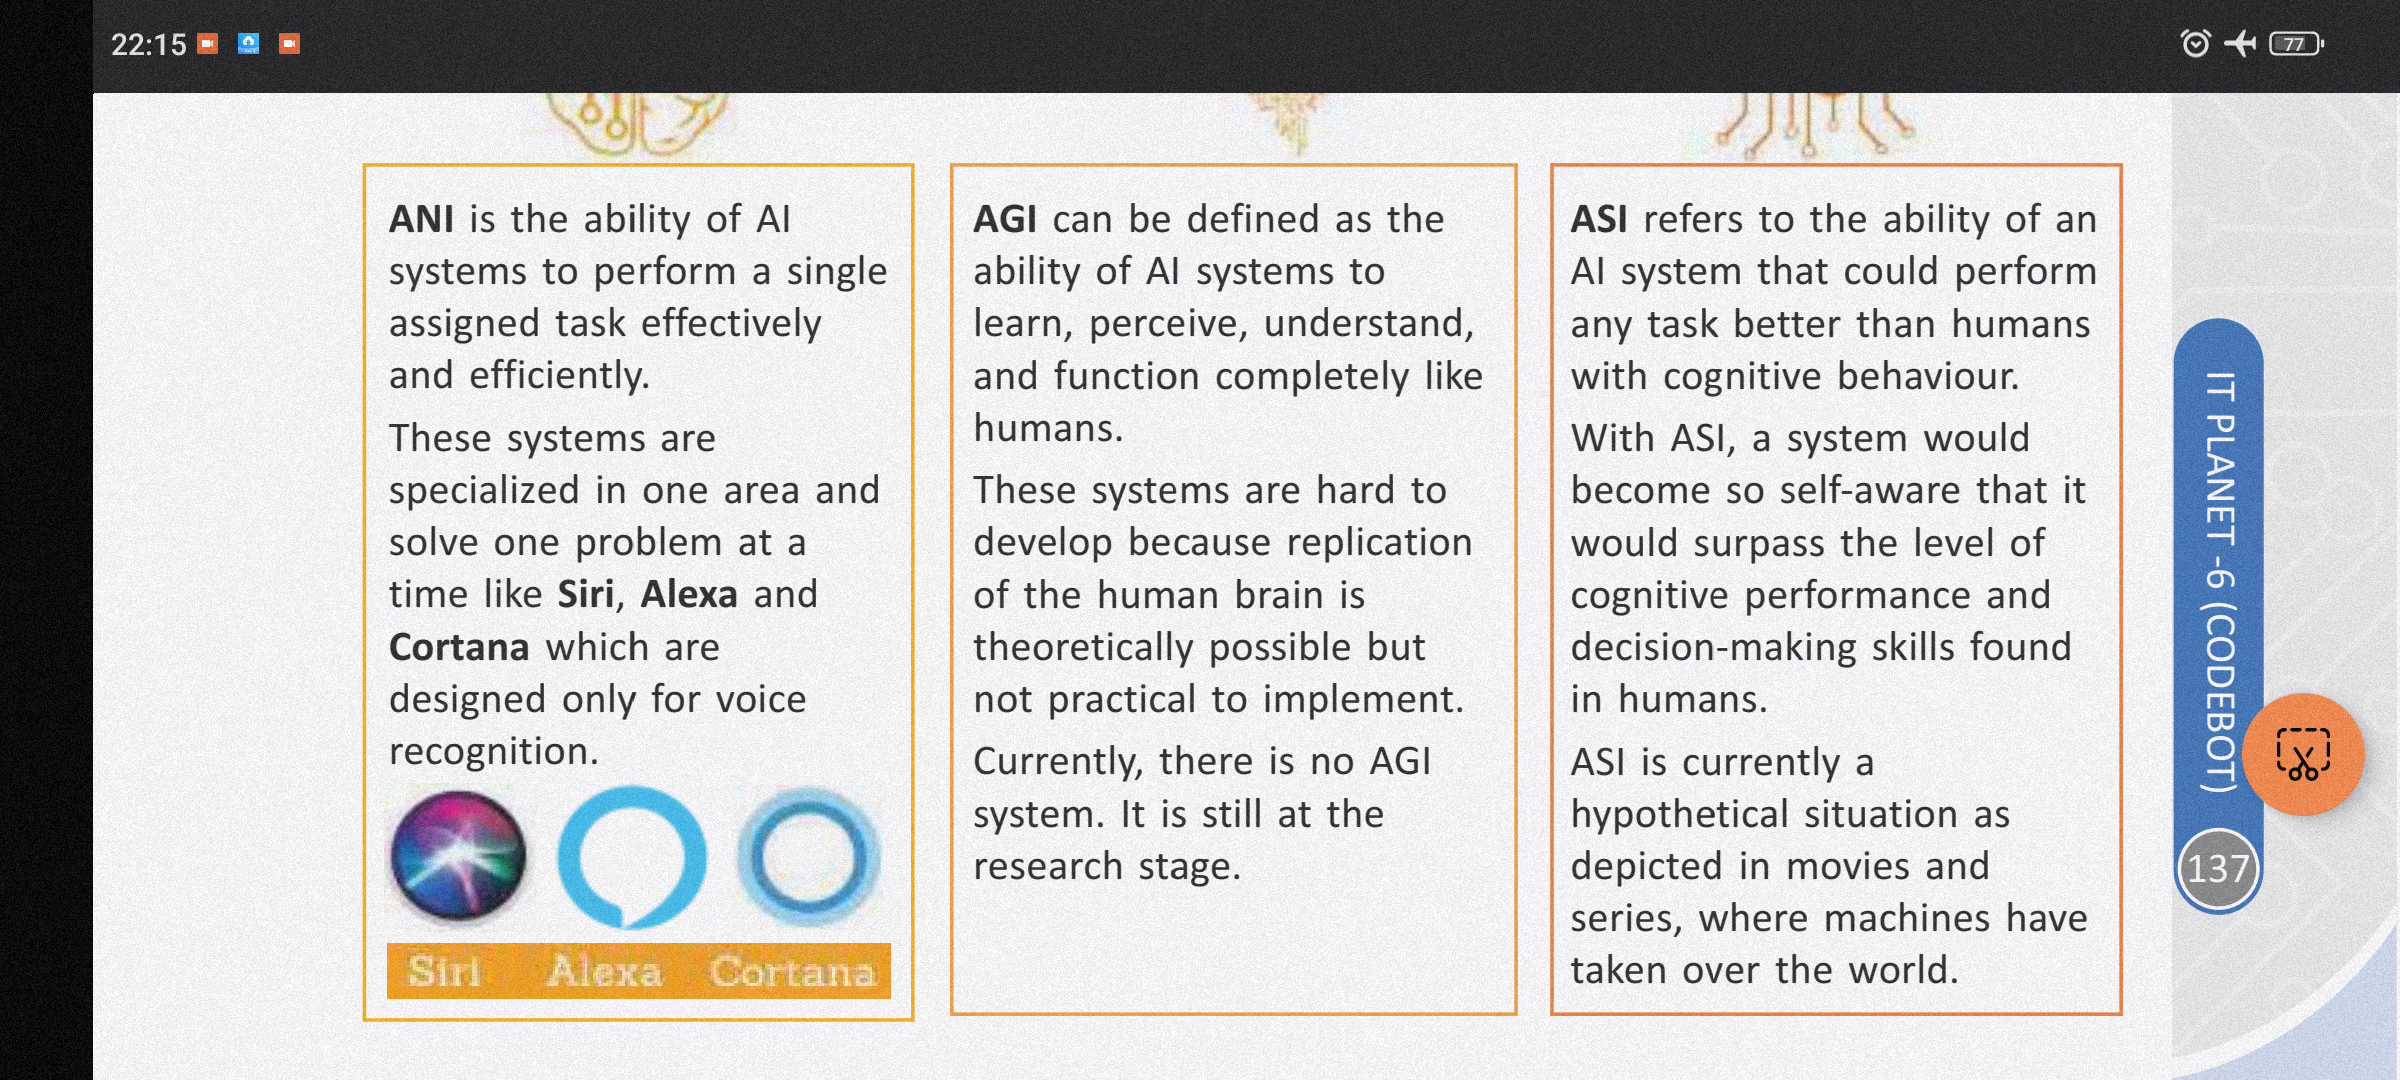 22:15
77
ANI is the ability of AI
systems to perform a single
assigned task effectively
and efficiently.
These systems are
specialized in one area and
solve one problem at a
time like Siri, Alexa and
Cortana which are
designed only for voice
recognition.
Siri Alexa Cortana
AGI can be defined as the
ability of AI systems to
learn, perceive, understand,
and function completely like
humans.
These systems are hard to
develop because replication
of the human brain is
theoretically possible but
not practical to implement.
Currently, there is no AGI
system. It is still at the
research stage.
ASI refers to the ability of an
AI system that could perform
any task better than humans
with cognitive behaviour.
With ASI, a system would
become so self-aware that it
would surpass the level of
cognitive performance and
decision-making skills found
in humans.
ASI is currently a
hypothetical situation as
depicted in movies and
series, where machines have
taken over the world.
IT PLANET -6 (CODEBOT)
137